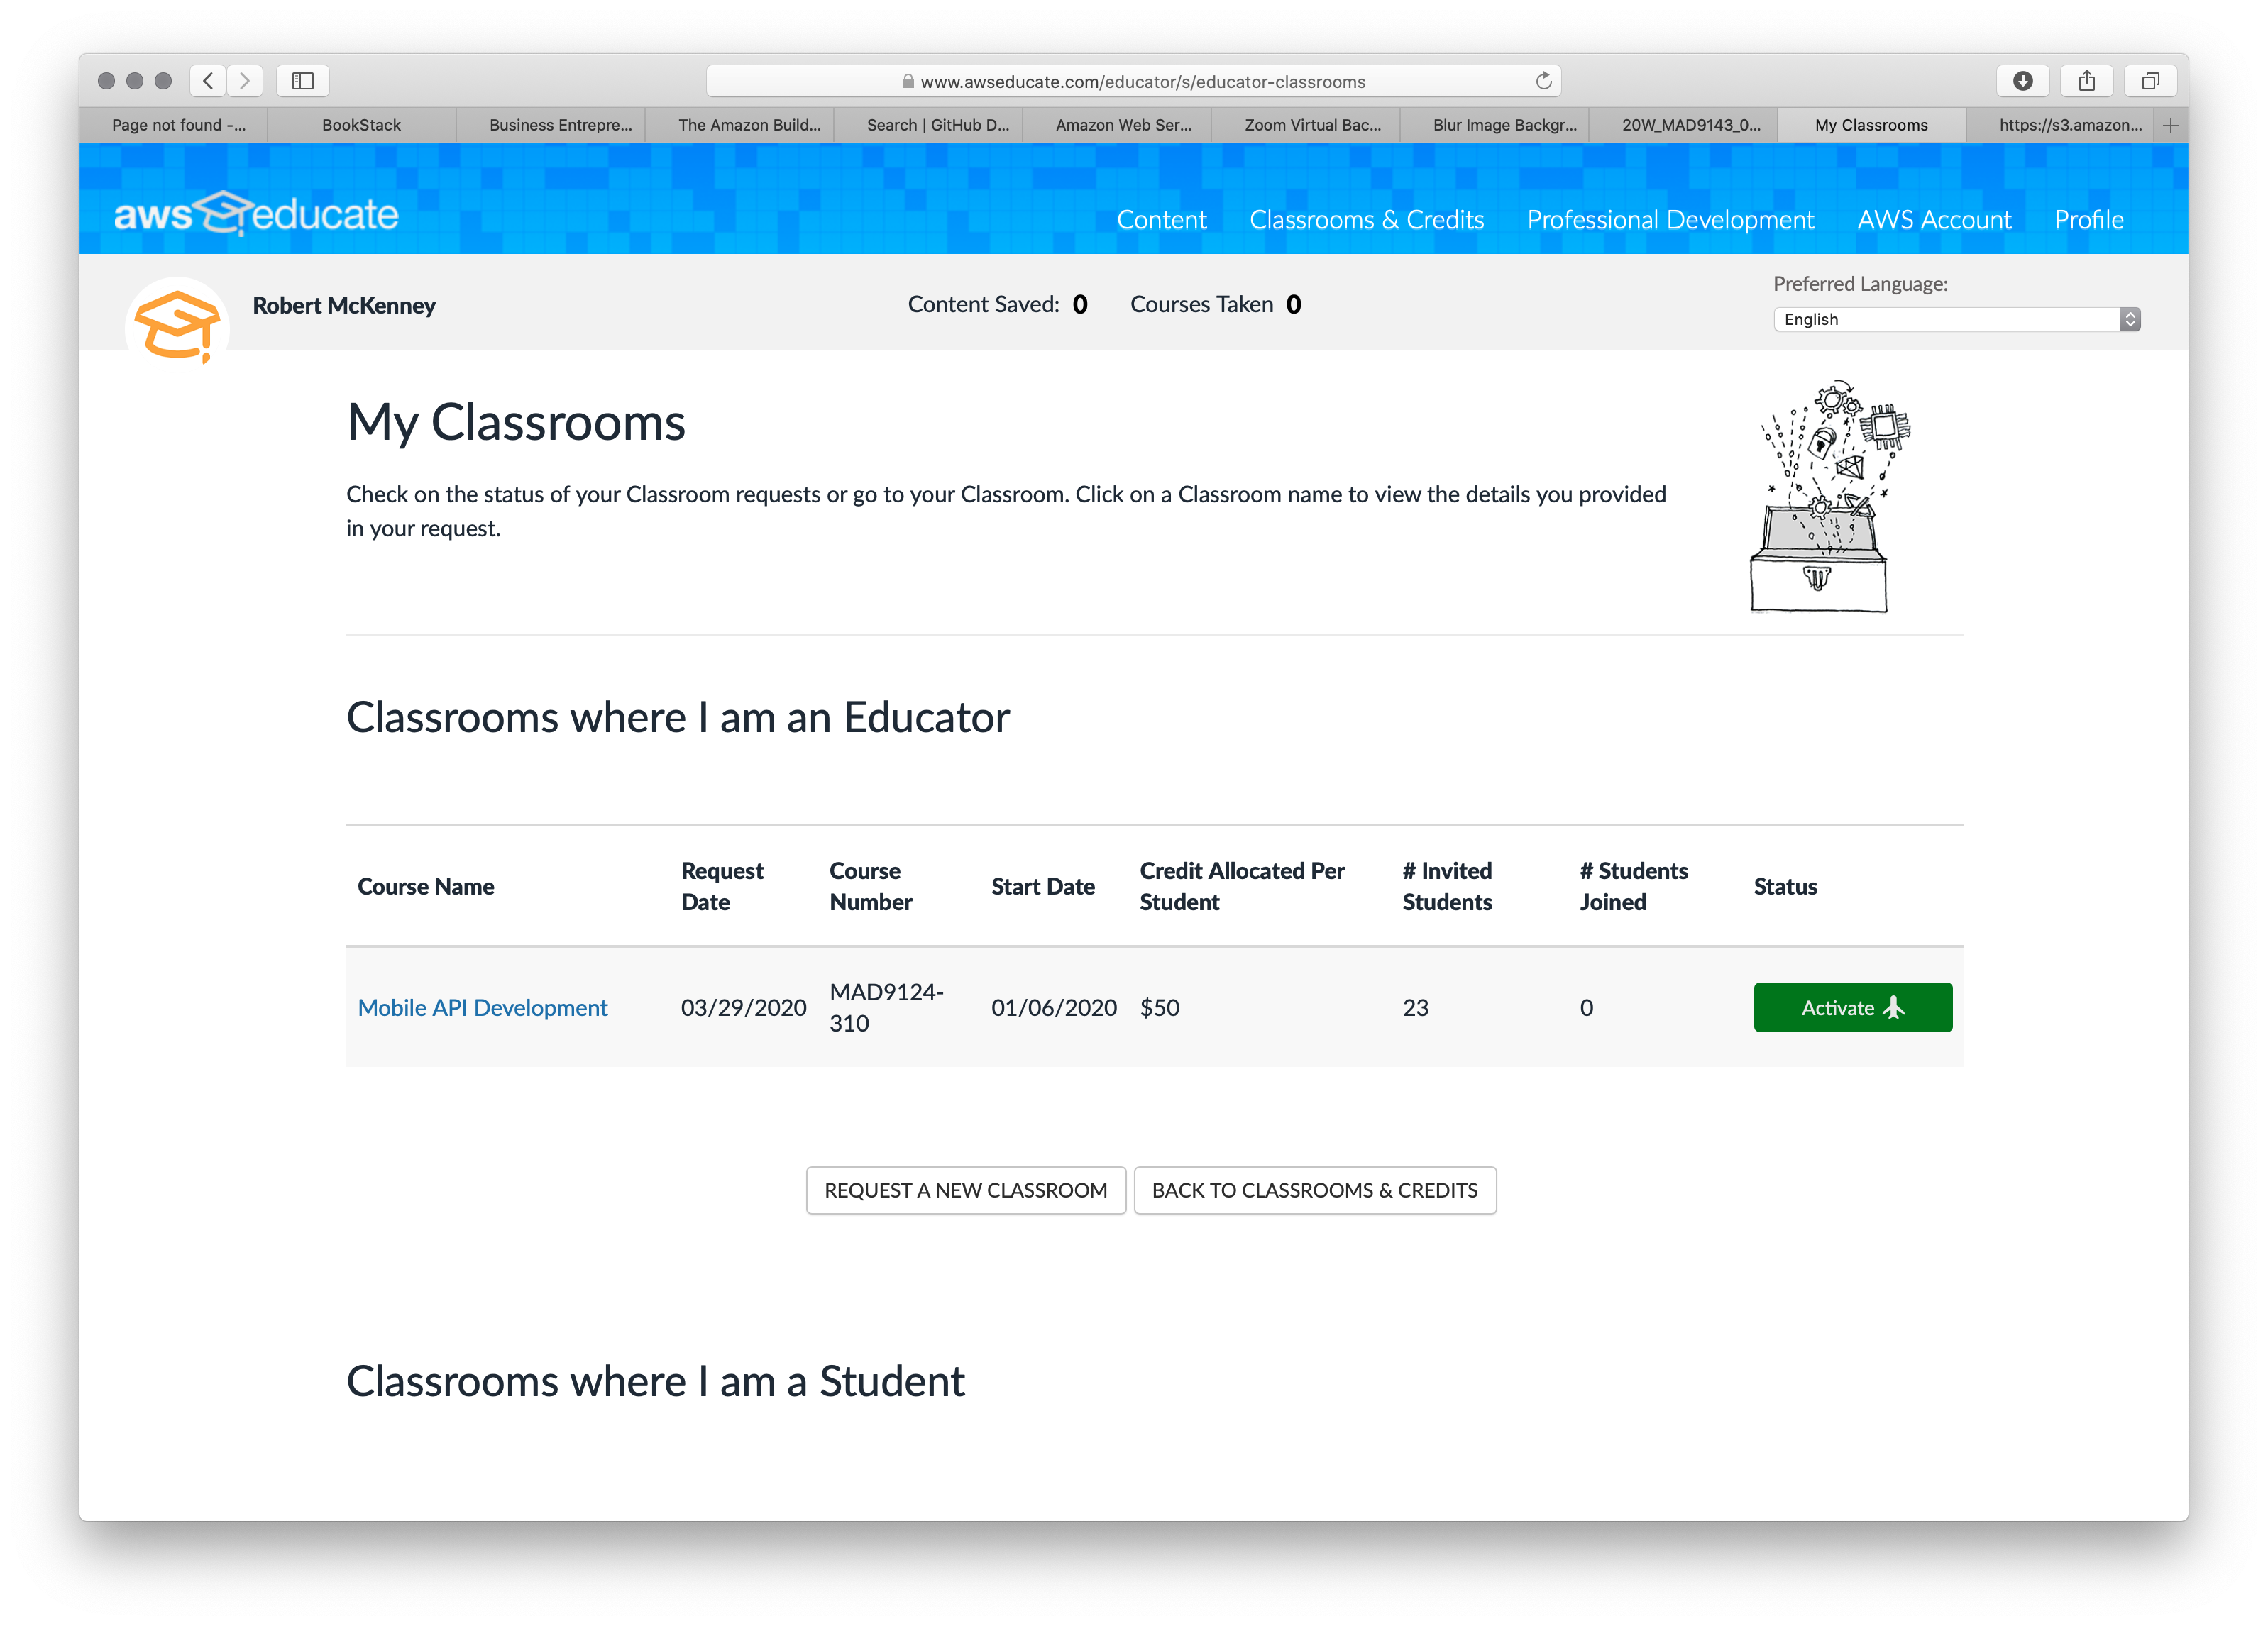 www.awseducate.com/educator/s/educator-classrooms
Page not found -...
BookStack
Business Entrepre...
The Amazon Build...
Search | GitHub D...
Amazon Web Ser...
Zoom Virtual Bac...
Blur Image Backgr...
20W_MAD9143_0...
My Classrooms
https://s3.amazon...
aws educate
Content
Classrooms & Credits
Professional Development
AWS Account
Profile
Robert McKenney
Content Saved: 0
Courses Taken 0
Preferred Language:
English
My Classrooms
Check on the status of your Classroom requests or go to your Classroom. Click on a Classroom name to view the details you provided
in your request.
Classrooms where I am an Educator
Course Name
Request
Date
Course
Number
Start Date
Credit Allocated Per
Student
# Invited
Students
# Students
Joined
Status
Mobile API Development
03/29/2020
MAD9124-
310
01/06/2020
$50
23
0
Activate
REQUEST A NEW CLASSROOM
BACK TO CLASSROOMS & CREDITS
Classrooms where I am a Student